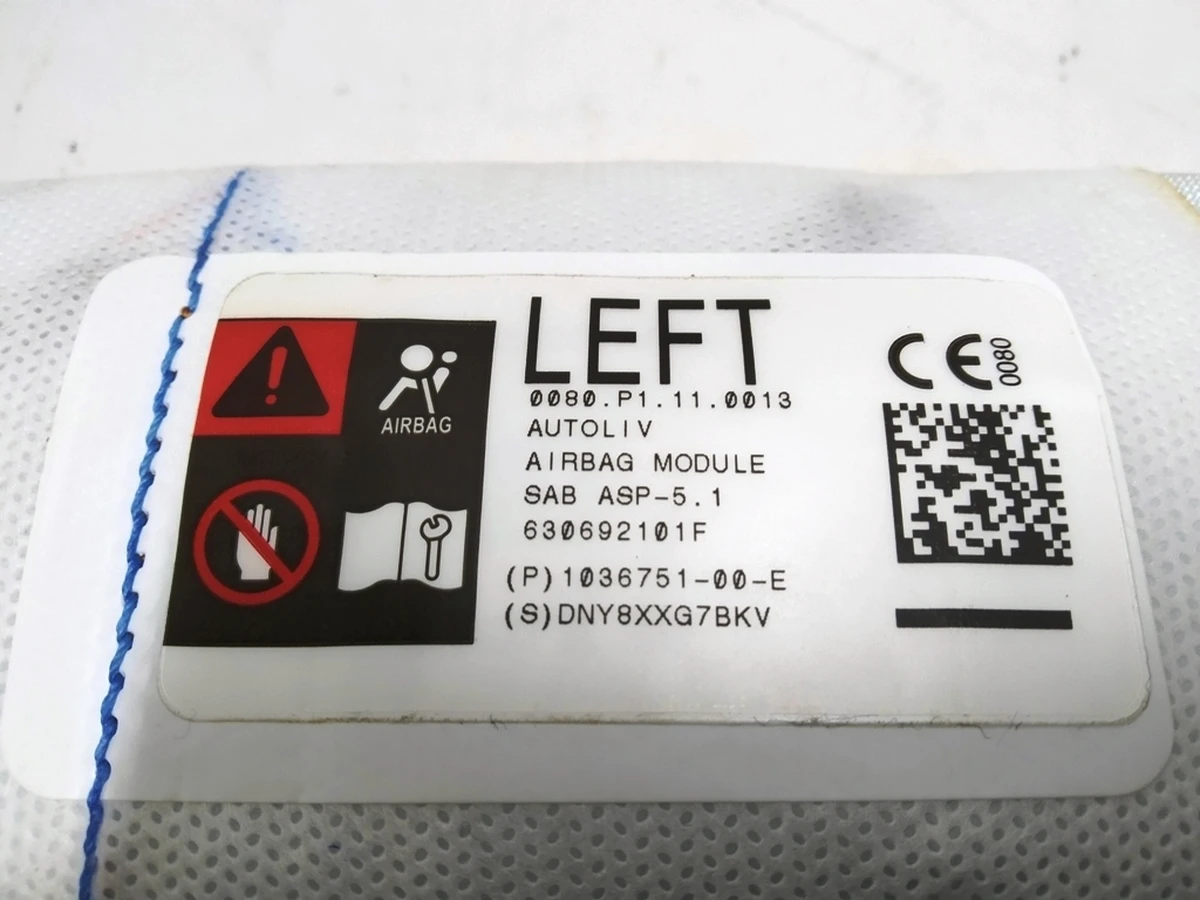 LEFT
0080.P1.11.0013
AUTOLIV
AIRBAG MODULE
SAB ASP-5.1
630692101F
(P)1036751-00-E
(S)DNY8XXG7BKV
AIRBAG
CE
0080